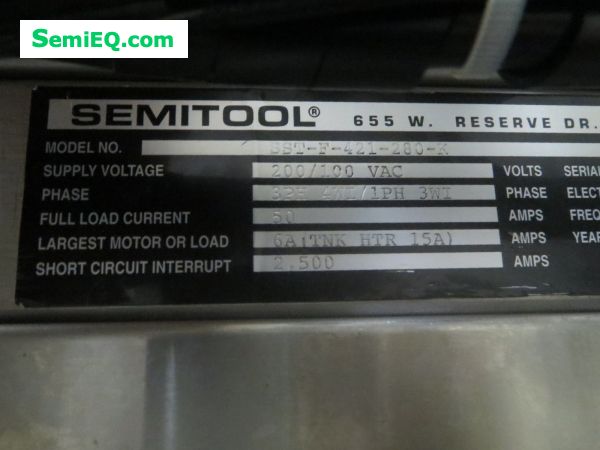 SemiEQ.com
SEMITOOL® 655 W. RESERVE DR.
MODEL NO. SST-F-421-280-K
SUPPLY VOLTAGE 200/100 VAC VOLTS SERIAL
PHASE 3PH 4WI/1PH 3WI PHASE ELECT
FULL LOAD CURRENT 50 AMPS FREQ
LARGEST MOTOR OR LOAD 6A(TNK HTR 15A) AMPS YEAR
SHORT CIRCUIT INTERRUPT 2,500 AMPS